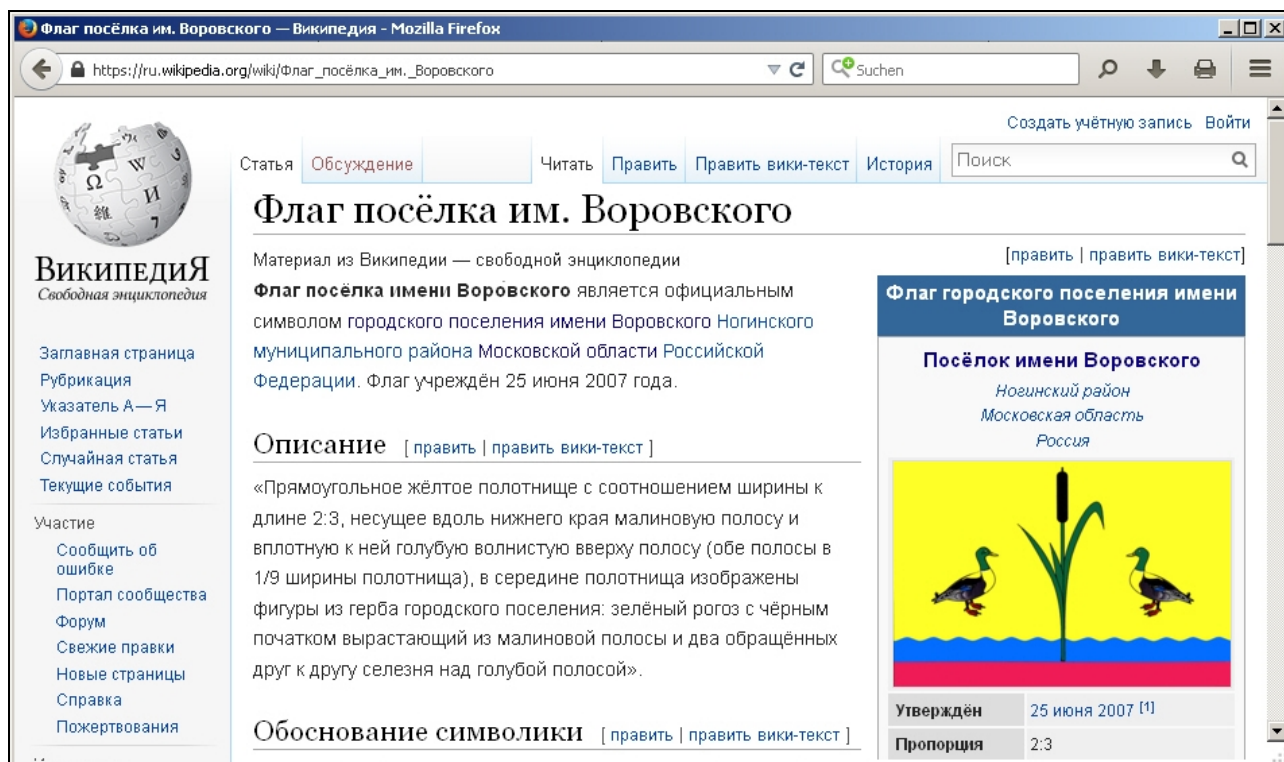 Флаг посёлка им. Воровского — Википедия - Mozilla Firefox
https://ru.wikipedia.org/wiki/Флаг_посёлка_им._Воровского
Suchen
Создать учётную запись Войти
Статья Обсуждение Читать Править Править вики-текст История Поиск
ВикипедиЯ
Свободная энциклопедия
Заглавная страница
Рубрикация
Указатель А — Я
Избранные статьи
Случайная статья
Текущие события
Участие
Сообщить об
ошибке
Портал сообщества
Форум
Свежие правки
Новые страницы
Справка
Пожертвования
Флаг посёлка им. Воровского
Материал из Википедии — свободной энциклопедии
Флаг посёлка имени Воро́вского является официальным
символом городского поселения имени Воровского Ногинского
муниципального района Московской области Российской
Федерации. Флаг учреждён 25 июня 2007 года.
Описание [ править | править вики-текст ]
«Прямоугольное жёлтое полотнище с соотношением ширины к
длине 2:3, несущее вдоль нижнего края малиновую полосу и
вплотную к ней голубую волнистую вверху полосу (обе полосы в
1/9 ширины полотнища), в середине полотнища изображены
фигуры из герба городского поселения: зелёный рогоз с чёрным
початком вырастающий из малиновой полосы и два обращённых
друг к другу селезня над голубой полосой».
Обоснование символики [ править | править вики-текст ]
[править | править вики-текст]
Флаг городского поселения имени
Воровского
Посёлок имени Воровского
Ногинский район
Московская область
Россия
Утверждён 25 июня 2007 [1]
Пропорция 2:3